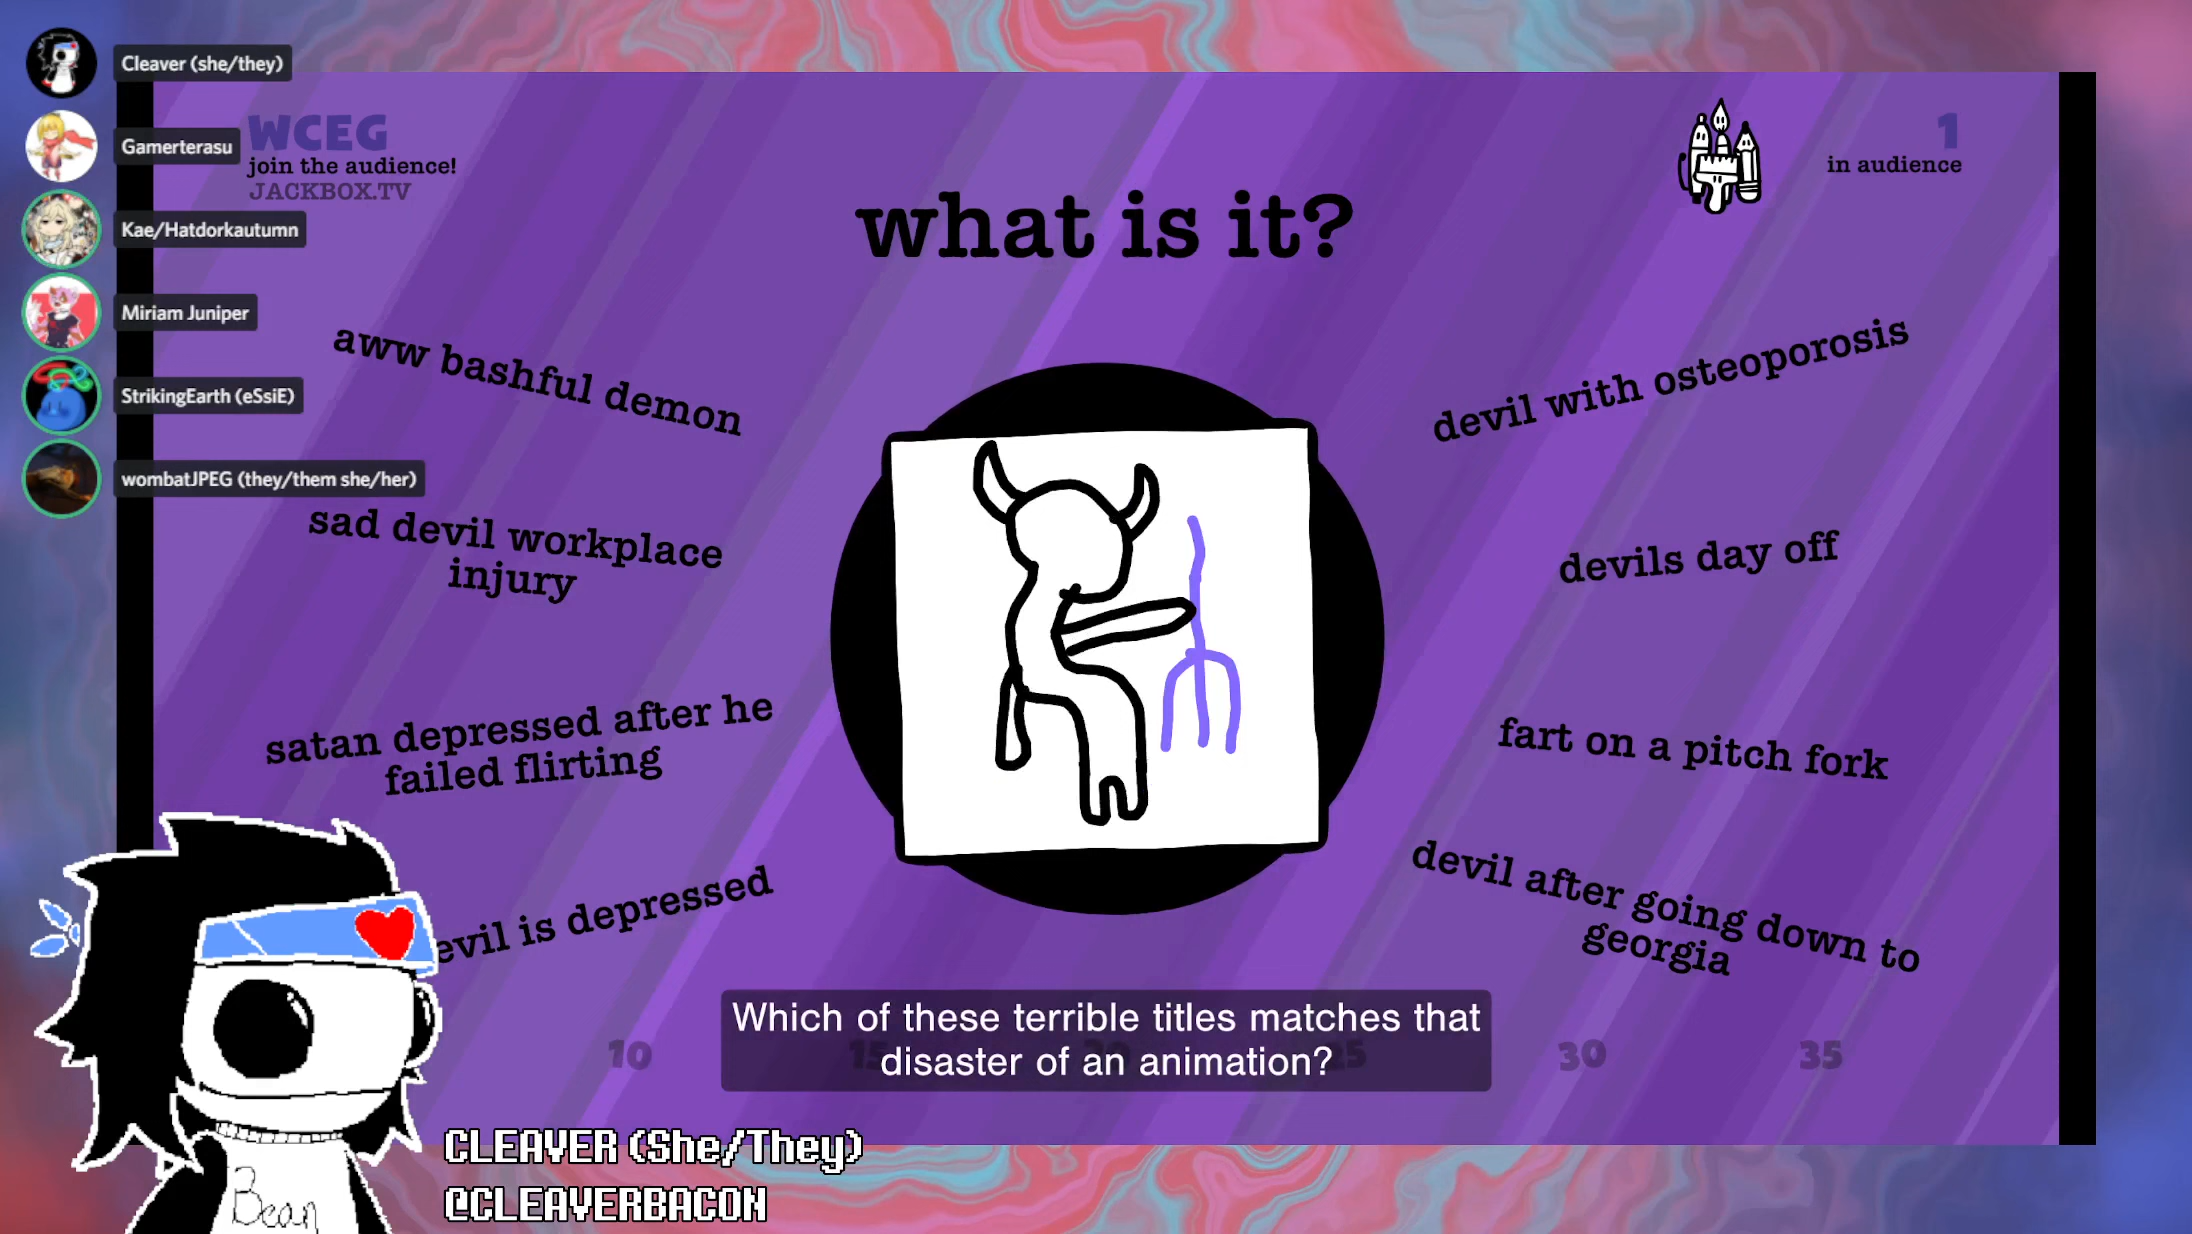 Cleaver (she/they)
Gamerterasu
Kae/Hatdorkautumn
Miriam Juniper
StrikingEarth (eSsiE)
wombatJPEG (they/them she/her)
WCEG
join the audience!
JACKBOX.TV
1
in audience
what is it?
aww bashful demon
sad devil workplace
injury
satan depressed after he
failed flirting
evil is depressed
devil with osteoporosis
devils day off
fart on a pitch fork
devil after going down to
georgia
10
15
20
25
30
35
Which of these terrible titles matches that
disaster of an animation?
Bean
CLEAVER (She/They)
@CLEAVERBACON